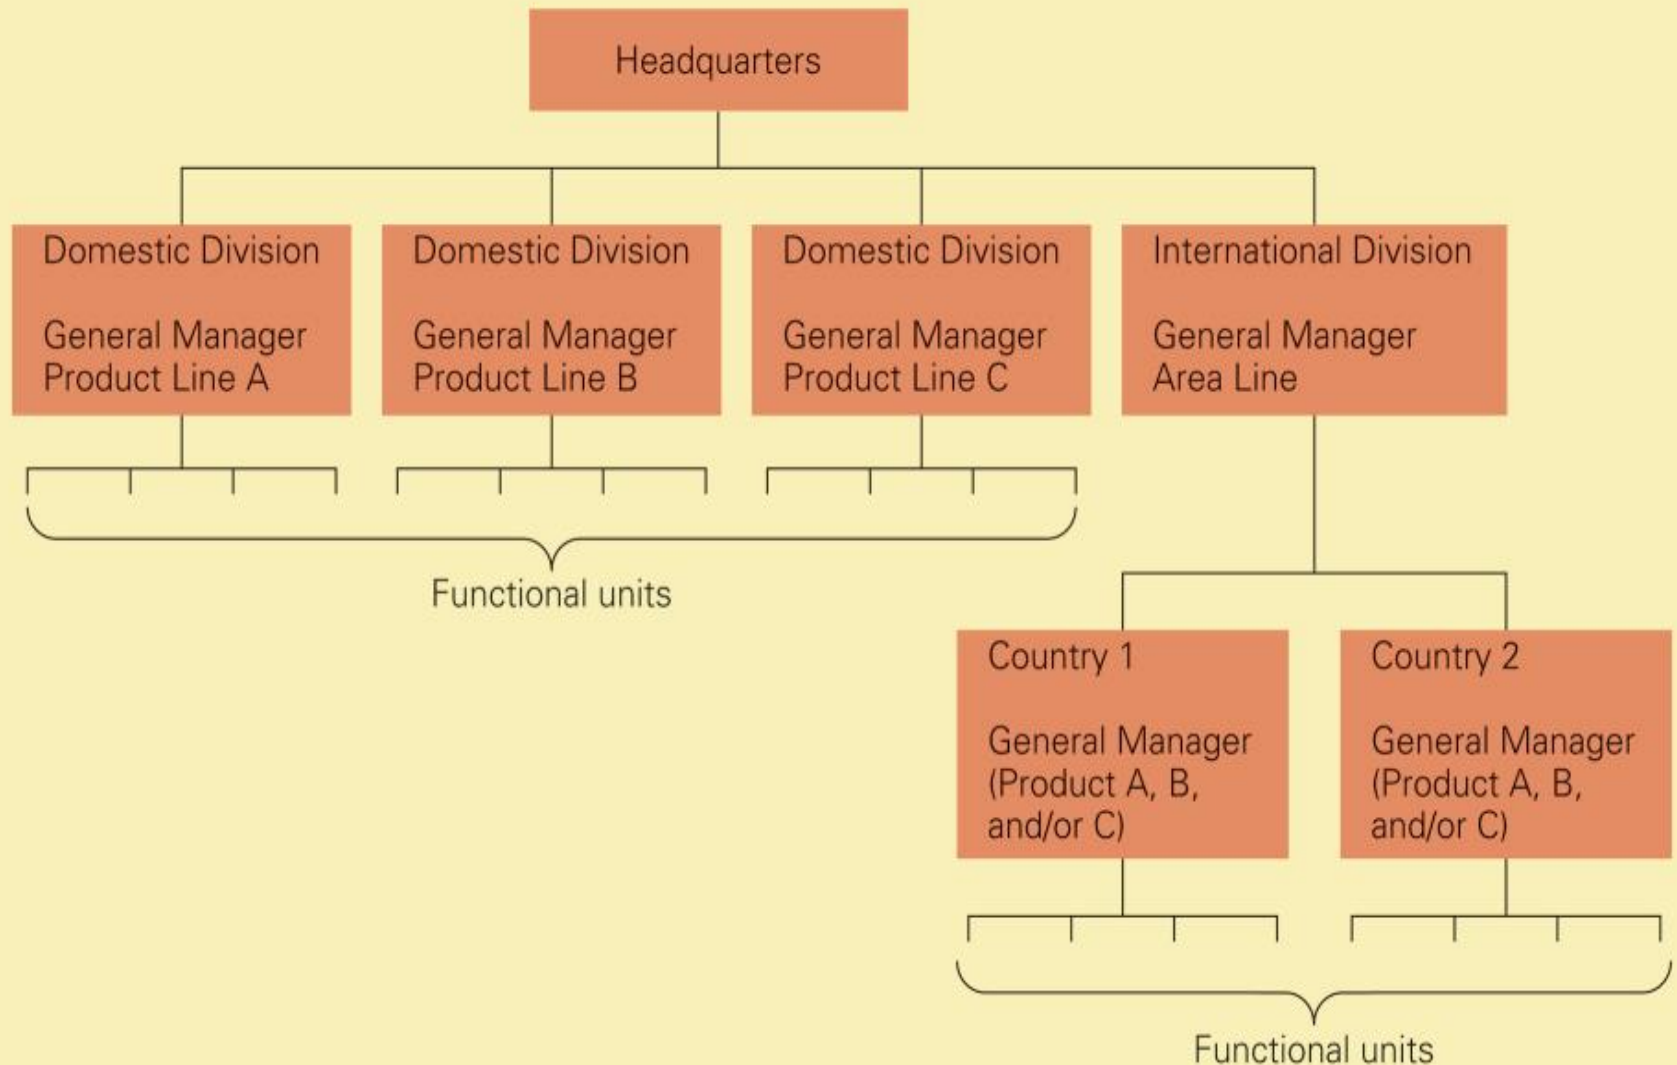 Headquarters
Domestic Division
General Manager
Product Line A
Domestic Division
General Manager
Product Line B
Domestic Division
General Manager
Product Line C
International Division
General Manager
Area Line
Functional units
Country 1
General Manager
(Product A, B,
and/or C)
Country 2
General Manager
(Product A, B,
and/or C)
Functional units